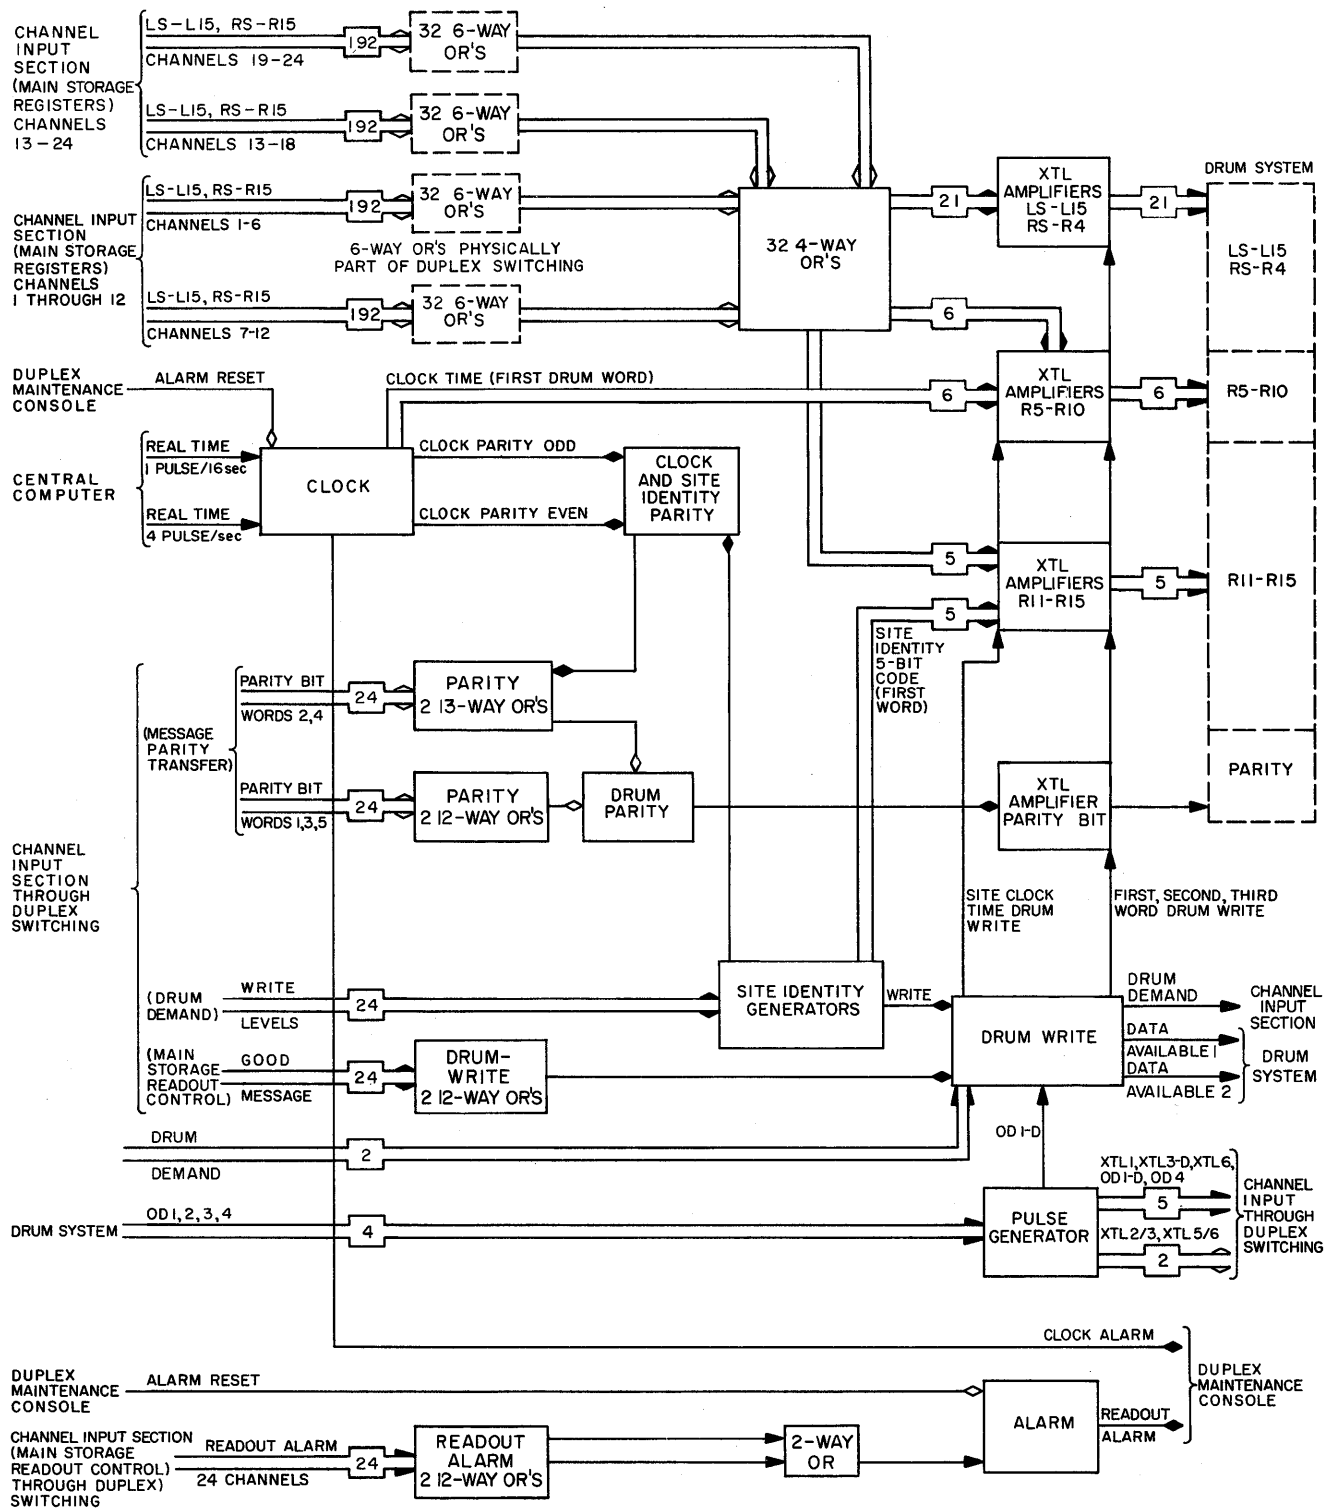 CHANNEL
INPUT
SECTION
(MAIN STORAGE
REGISTERS)
CHANNELS
13-24
LS-L15, RS-R15
192
CHANNELS 19-24
32 6-WAY
OR'S
LS-L15, RS-R15
192
CHANNELS 13-18
32 6-WAY
OR'S
CHANNEL INPUT
SECTION
(MAIN STORAGE
REGISTERS)
CHANNELS
1 THROUGH 12
LS-L15, RS-R15
192
CHANNELS 1-6
32 6-WAY
OR'S
6-WAY OR'S PHYSICALLY
PART OF DUPLEX SWITCHING
LS-L15, RS-R15
192
CHANNELS 7-12
32 6-WAY
OR'S
32 4-WAY
OR'S
21
XTL
AMPLIFIERS
LS-L15
RS-R4
21
DRUM SYSTEM
LS-L15
RS-R4
6
DUPLEX
MAINTENANCE
CONSOLE
ALARM RESET
CLOCK TIME (FIRST DRUM WORD)
6
XTL
AMPLIFIERS
R5-R10
6
R5-R10
CENTRAL
COMPUTER
REAL TIME
1 PULSE/16sec
REAL TIME
4 PULSE/sec
CLOCK
CLOCK PARITY ODD
CLOCK PARITY EVEN
CLOCK
AND SITE
IDENTITY
PARITY
5
5
XTL
AMPLIFIERS
R11-R15
5
R11-R15
SITE
IDENTITY
5-BIT
CODE
(FIRST
WORD)
CHANNEL
INPUT
SECTION
THROUGH
DUPLEX
SWITCHING
(MESSAGE
PARITY
TRANSFER)
PARITY BIT
24
WORDS 2,4
PARITY
2 13-WAY OR'S
PARITY BIT
24
WORDS 1,3,5
PARITY
2 12-WAY OR'S
DRUM
PARITY
XTL
AMPLIFIER
PARITY BIT
PARITY
SITE CLOCK
TIME DRUM
WRITE
FIRST, SECOND, THIRD
WORD DRUM WRITE
(DRUM
DEMAND)
WRITE
24
LEVELS
SITE IDENTITY
GENERATORS
WRITE
(MAIN
STORAGE
READOUT
CONTROL)
GOOD
24
MESSAGE
DRUM-
WRITE
2 12-WAY OR'S
DRUM WRITE
DRUM
DEMAND
CHANNEL
INPUT
SECTION
DATA
AVAILABLE 1
DATA
AVAILABLE 2
DRUM
SYSTEM
DRUM
2
DEMAND
OD 1-D
DRUM SYSTEM
OD 1, 2, 3, 4
4
PULSE
GENERATOR
XTL1, XTL3-D, XTL6,
OD1-D, OD4
5
XTL2/3, XTL5/6
2
CHANNEL
INPUT
THROUGH
DUPLEX
SWITCHING
CLOCK ALARM
DUPLEX
MAINTENANCE
CONSOLE
ALARM RESET
ALARM
READOUT
ALARM
DUPLEX
MAINTENANCE
CONSOLE
CHANNEL INPUT SECTION
(MAIN STORAGE
READOUT CONTROL)
THROUGH DUPLEX)
SWITCHING
READOUT ALARM
24
24 CHANNELS
READOUT
ALARM
2 12-WAY OR'S
2-WAY
OR